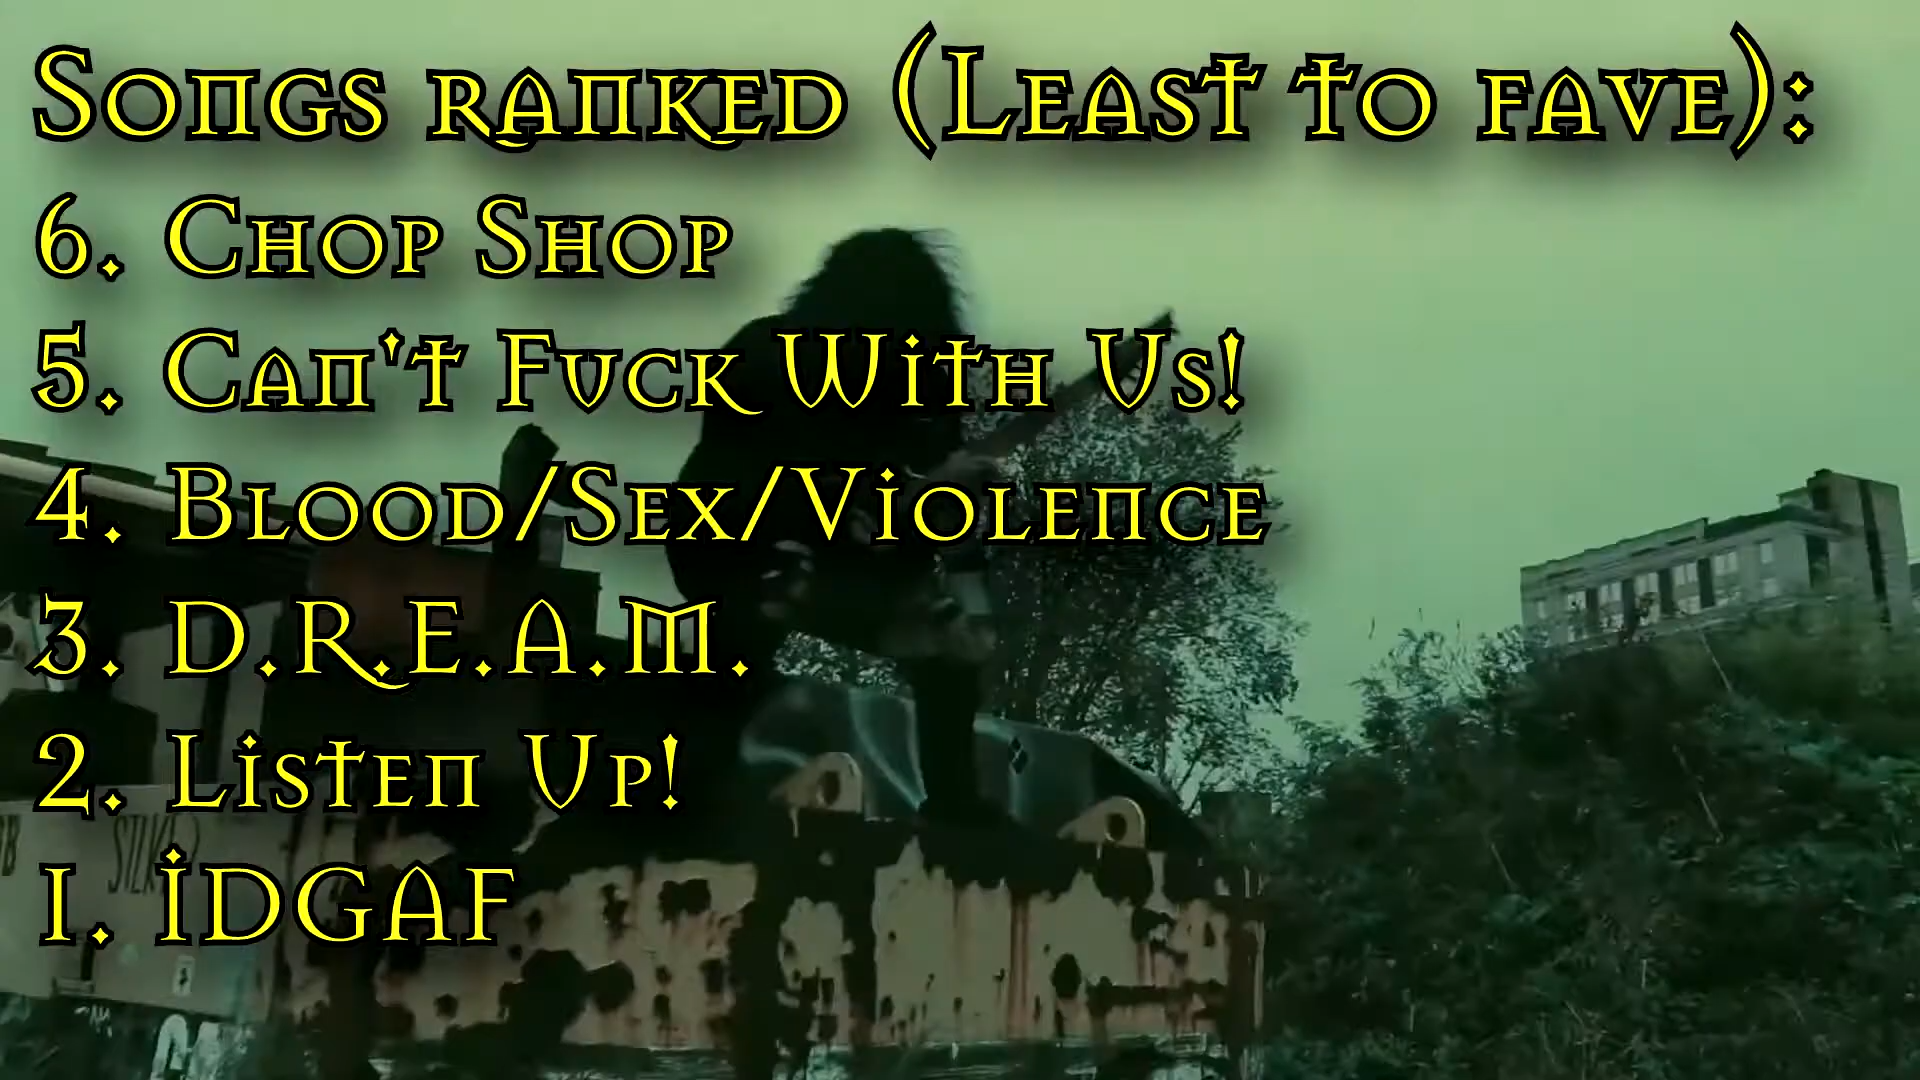 Songs ranked (Least to fave):
6. Chop Shop
5. Can't Fuck With Us!
4. Blood/Sex/Violence
3. D.R.E.A.M.
2. Listen Up!
1. IDGAF